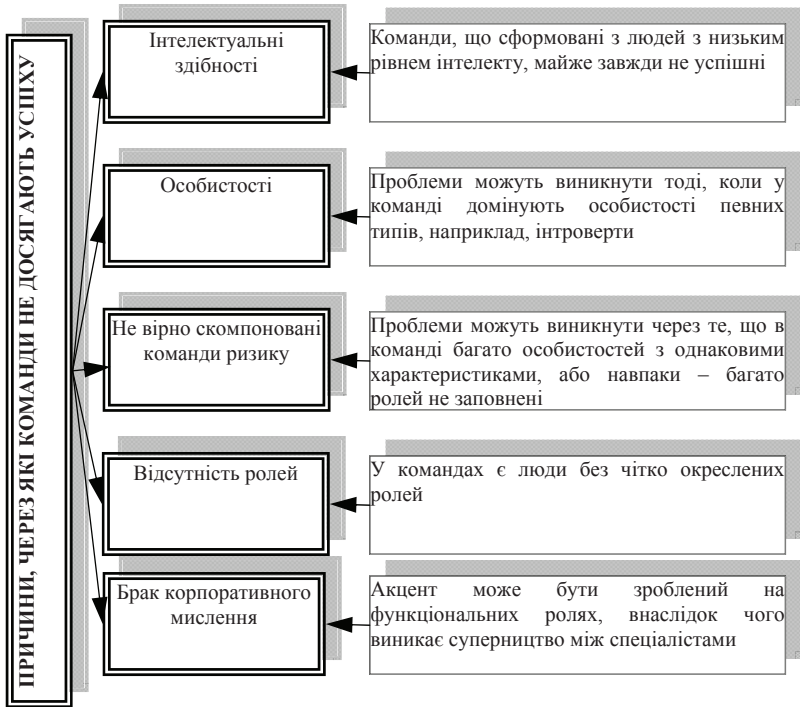 ПРИЧИНИ, ЧЕРЕЗ ЯКІ КОМАНДИ НЕ ДОСЯГАЮТЬ УСПІХУ
Інтелектуальні
здібності
Команди, що сформовані з людей з низьким
рівнем інтелекту, майже завжди не успішні
Особистості
Проблеми можуть виникнути тоді, коли у
команді домінують особистості певних
типів, наприклад, інтроверти
Не вірно скомпоновані
команди ризику
Проблеми можуть виникнути через те, що в
команді багато особистостей з однаковими
характеристиками, або навпаки – багато
ролей не заповнені
Відсутність ролей
У командах є люди без чітко окреслених
ролей
Брак корпоративного
мислення
Акцент може бути зроблений на
функціональних ролях, внаслідок чого
виникає суперництво між спеціалістами